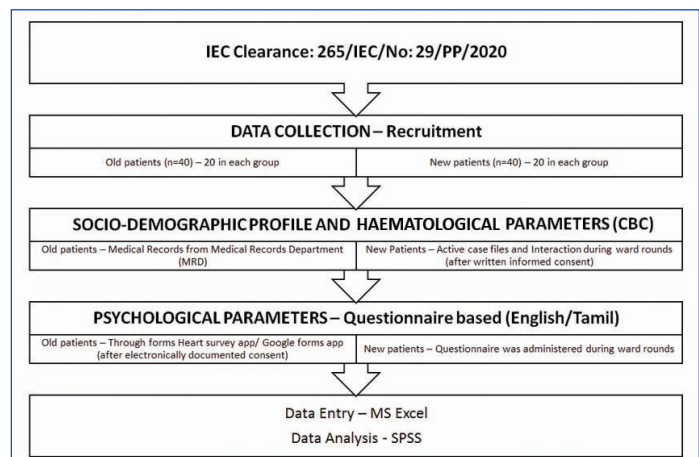 IEC Clearance: 265/IEC/No: 29/PP/2020
DATA COLLECTION – Recruitment
Old patients (n=40) – 20 in each group
New patients (n=40) – 20 in each group
SOCIO-DEMOGRAPHIC PROFILE AND HAEMATOLOGICAL PARAMETERS (CBC)
Old patients – Medical Records from Medical Records Department
(MRD)
New Patients – Active case files and Interaction during ward rounds
(after written informed consent)
PSYCHOLOGICAL PARAMETERS – Questionnaire based (English/Tamil)
Old patients – Through forms Heart survey app/ Google forms app
(after electronically documented consent)
New patients – Questionnaire was administered during ward rounds
Data Entry – MS Excel
Data Analysis - SPSS